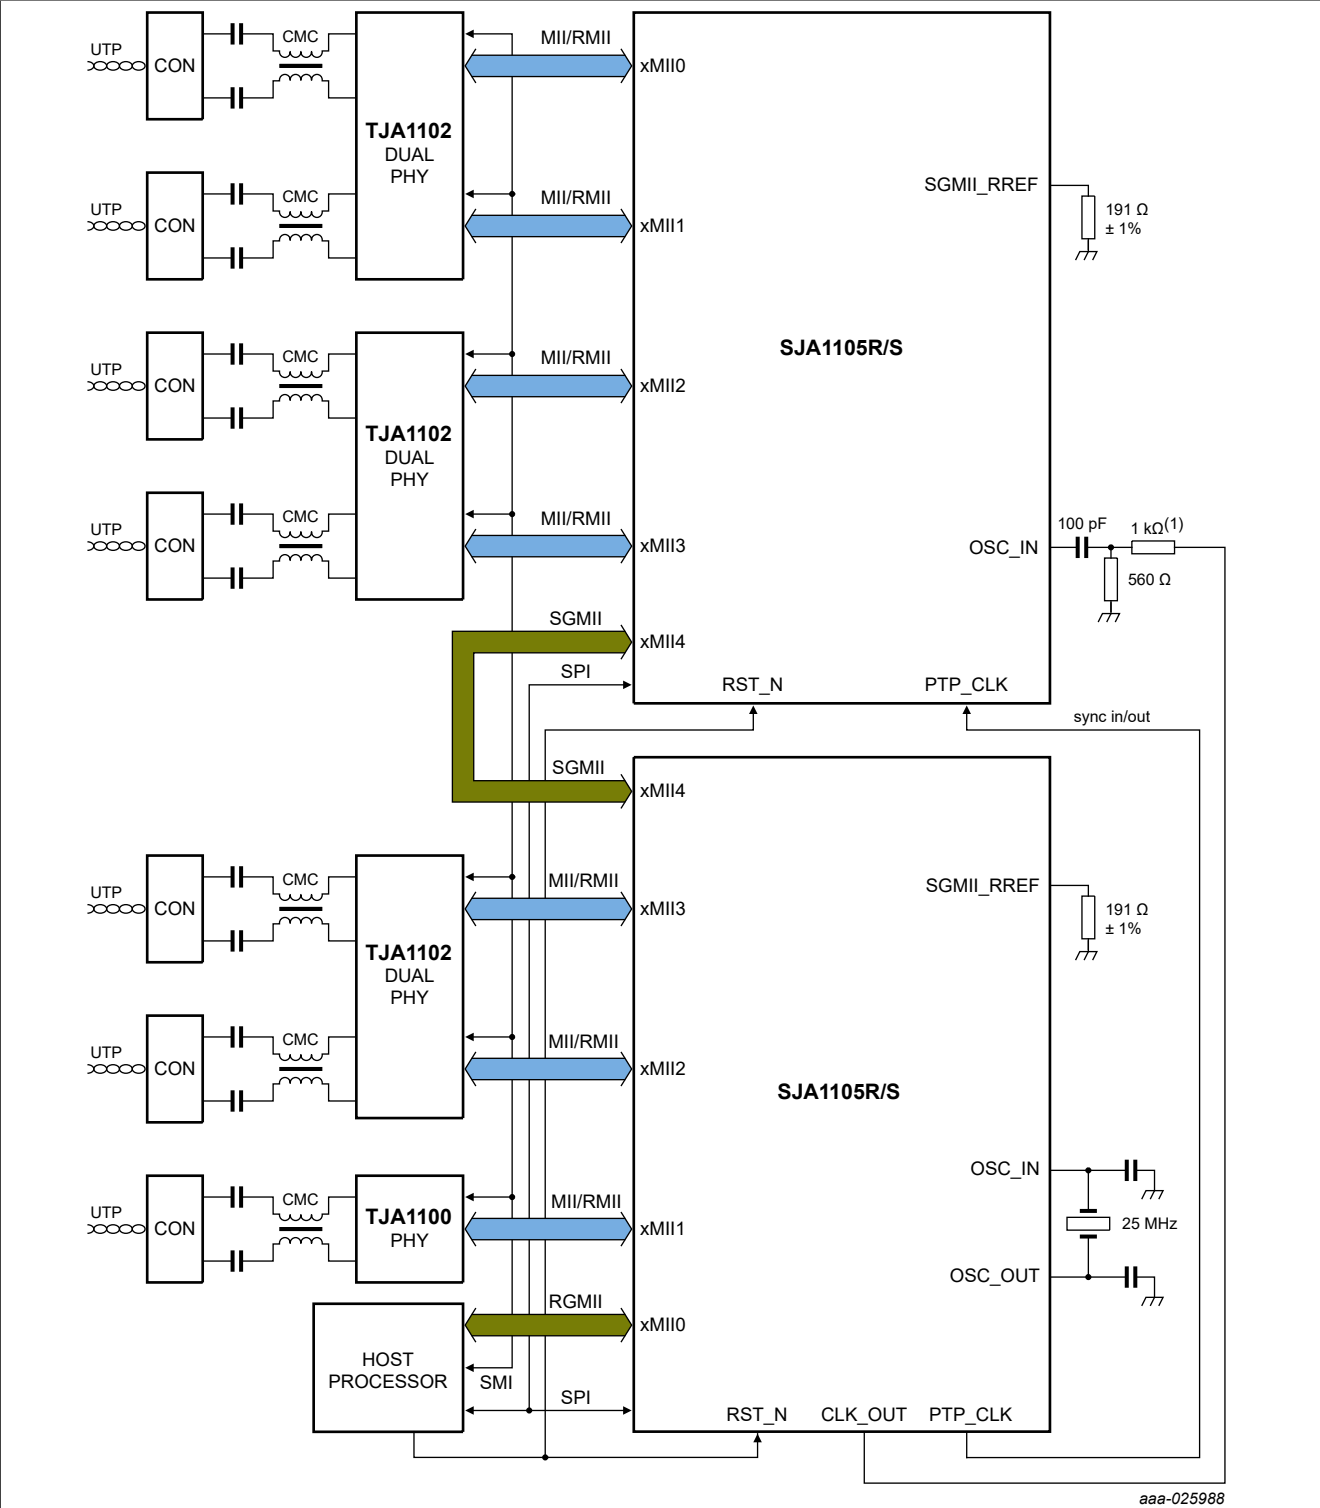 UTP
CON
CMC
MII/RMII
xMII0
TJA1102
DUAL
PHY
SGMII_RREF
191 Ω
± 1%
UTP
CON
CMC
MII/RMII
xMII1
SJA1105R/S
UTP
CON
CMC
MII/RMII
xMII2
TJA1102
DUAL
PHY
UTP
CON
CMC
MII/RMII
xMII3
OSC_IN
100 pF
1 kΩ(1)
560 Ω
SGMII
xMII4
SPI
RST_N
PTP_CLK
sync in/out
SGMII
xMII4
UTP
CON
CMC
MII/RMII
xMII3
SGMII_RREF
191 Ω
± 1%
TJA1102
DUAL
PHY
UTP
CON
CMC
MII/RMII
xMII2
SJA1105R/S
OSC_IN
UTP
CON
CMC
TJA1100
PHY
MII/RMII
xMII1
25 MHz
OSC_OUT
RGMII
xMII0
HOST
PROCESSOR
SMI
SPI
RST_N
CLK_OUT
PTP_CLK
aaa-025988